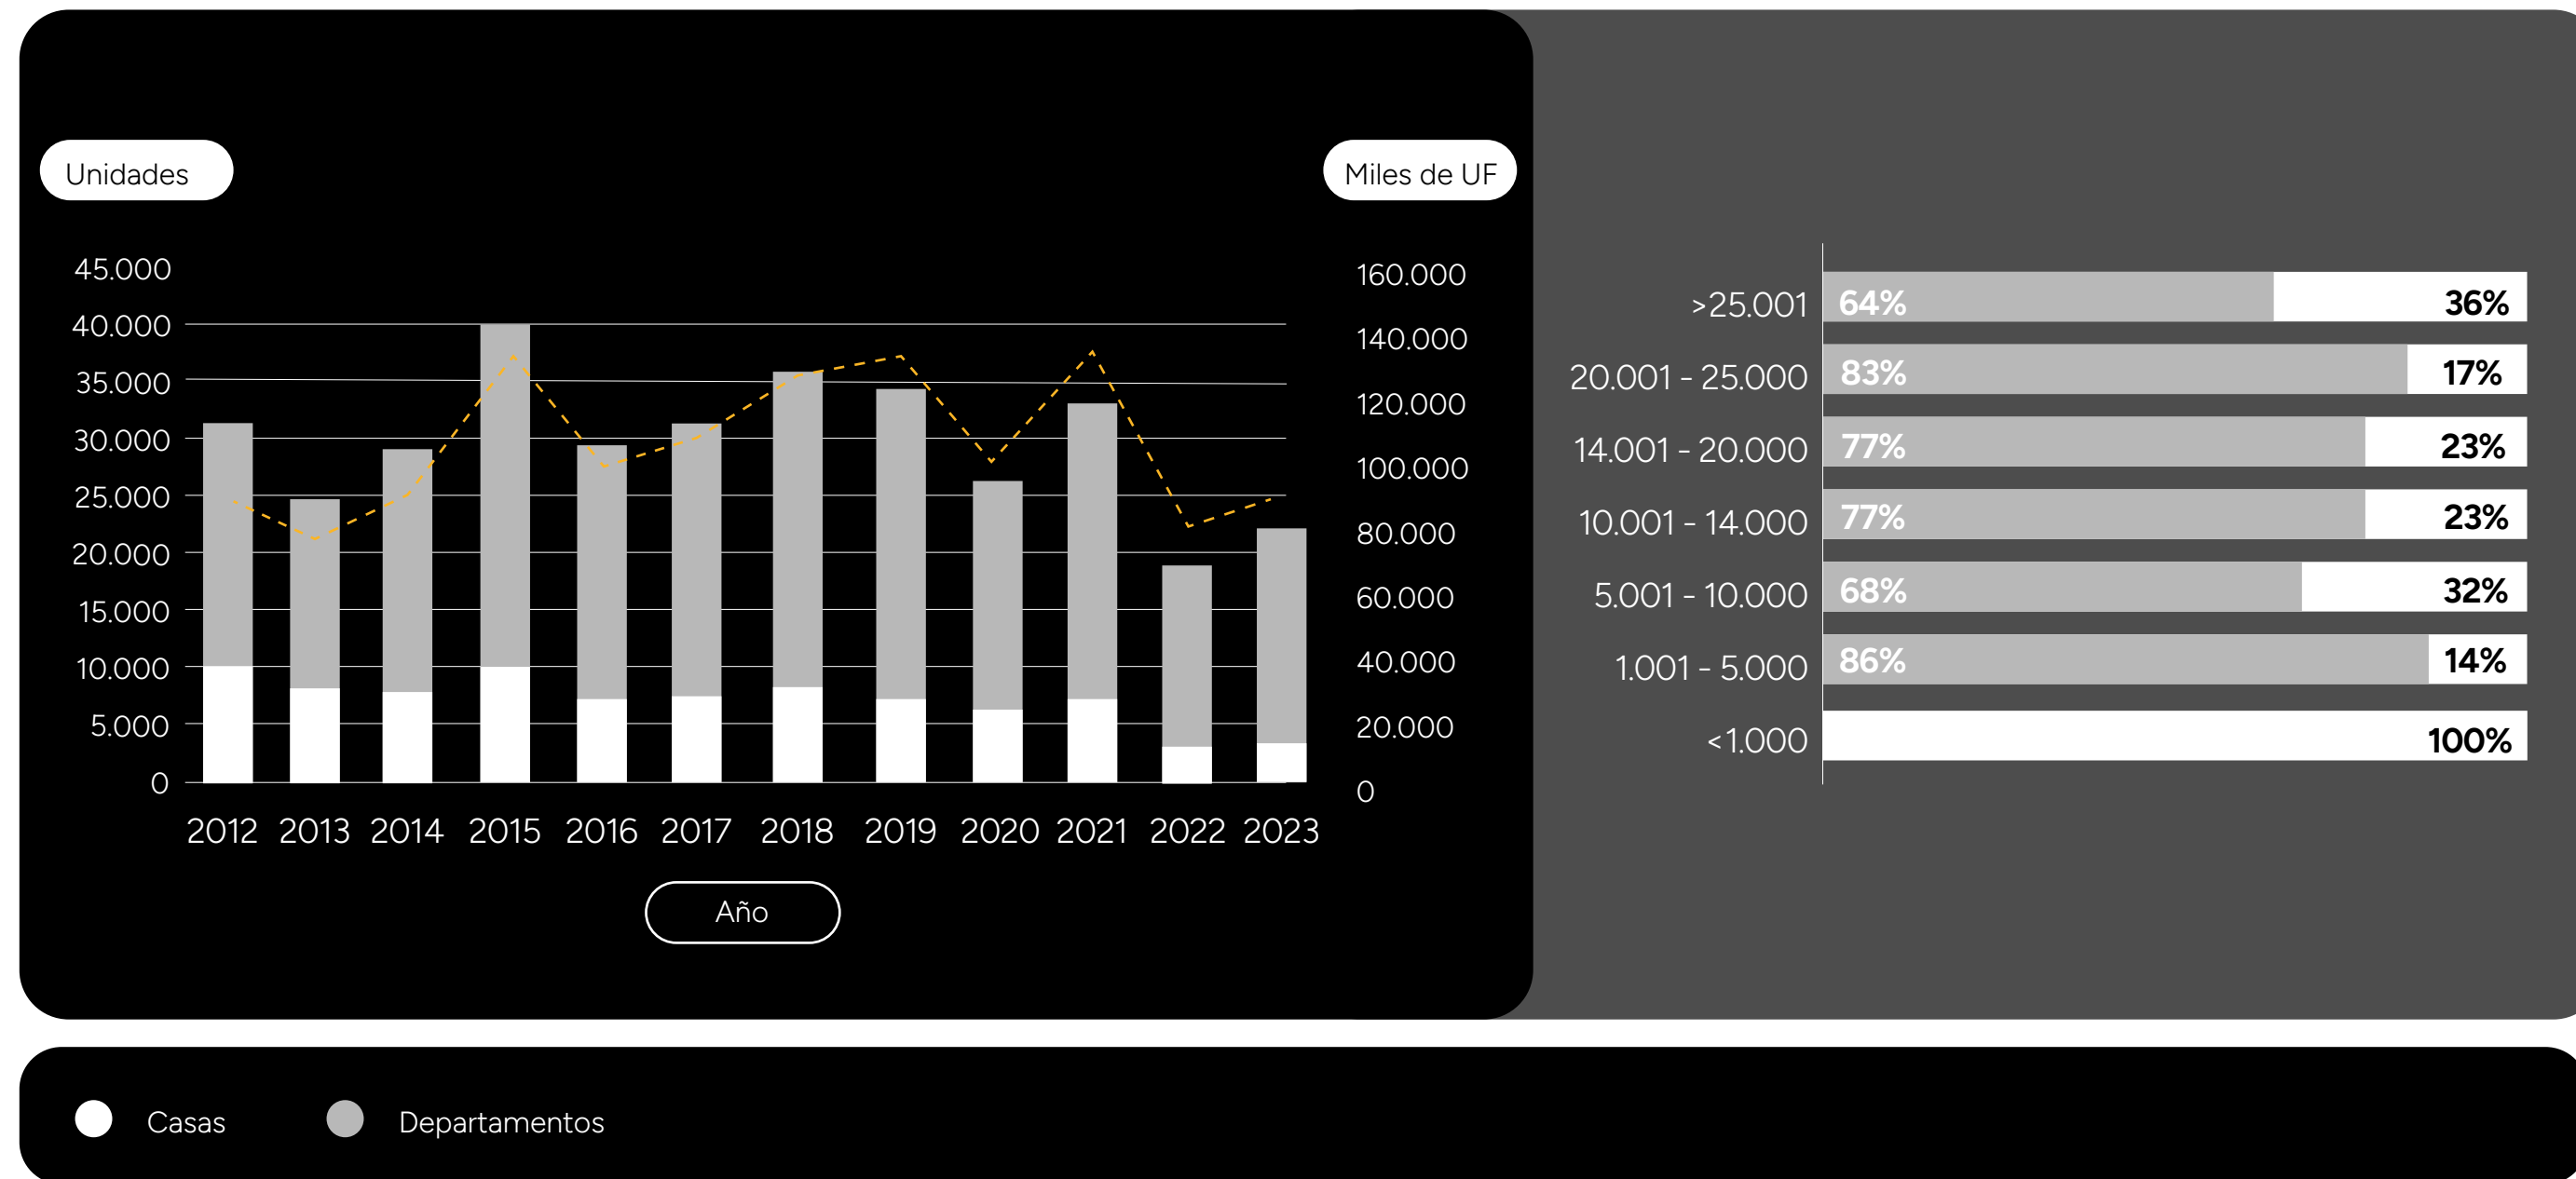 Unidades
Miles de UF
45.000
40.000
35.000
30.000
25.000
20.000
15.000
10.000
5.000
0
160.000
140.000
120.000
100.000
80.000
60.000
40.000
20.000
0
2012 2013 2014 2015 2016 2017 2018 2019 2020 2021 2022 2023
Año
>25.001 64% 36%
20.001 - 25.000 83% 17%
14.001 - 20.000 77% 23%
10.001 - 14.000 77% 23%
5.001 - 10.000 68% 32%
1.001 - 5.000 86% 14%
<1.000 100%
Casas Departamentos